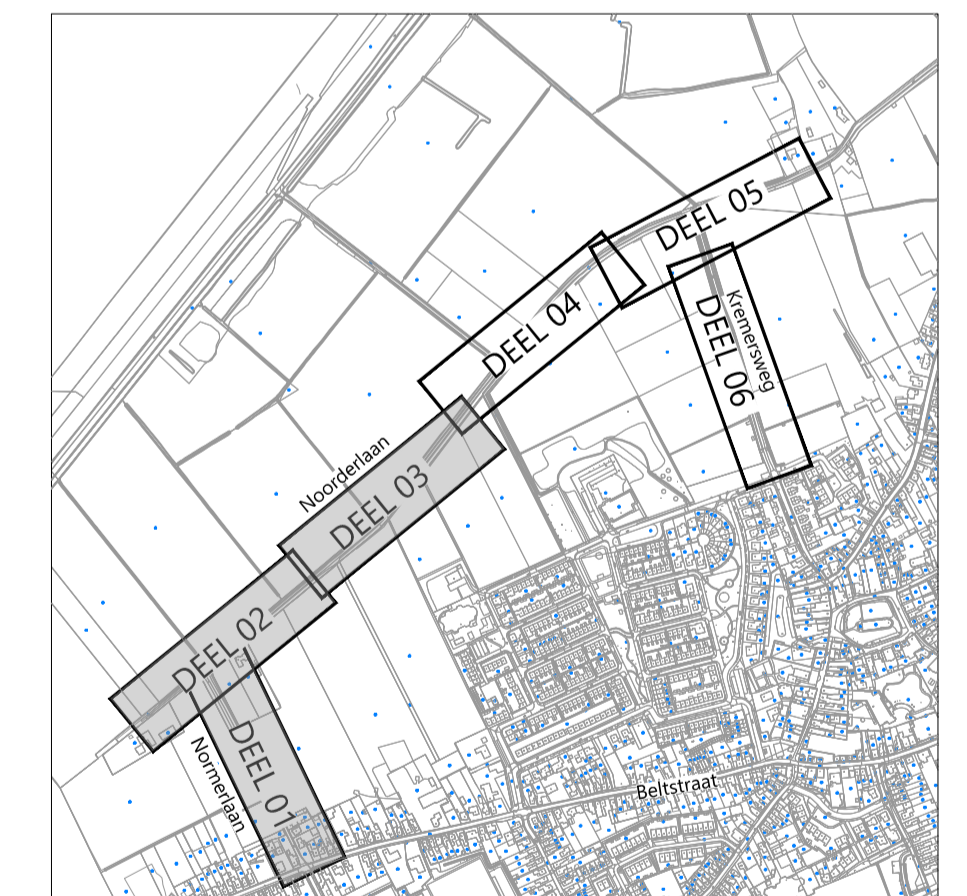 DEEL 05
DEEL 04
Kremersweg
DEEL 06
Noorderlaan
DEEL 03
DEEL 02
Normerlaan
DEEL 01
Beltstraat